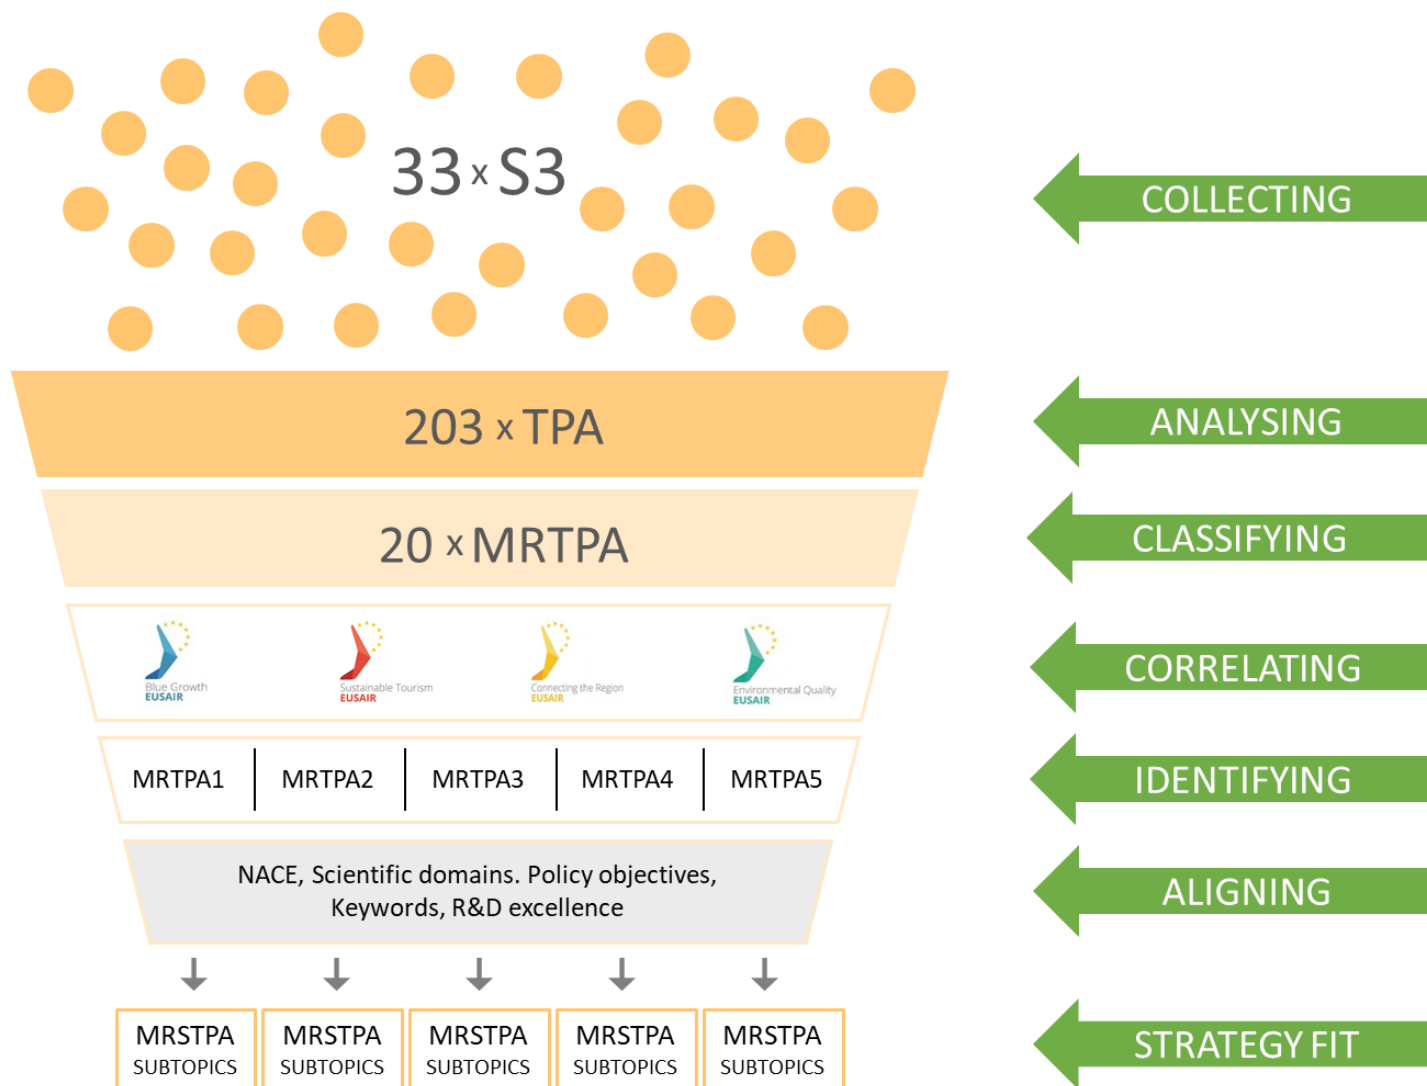 33 x S3
COLLECTING
203 x TPA
ANALYSING
20 x MRTPA
CLASSIFYING
Blue Growth
EUSAIR
Sustainable Tourism
EUSAIR
Connecting the Region
EUSAIR
Environmental Quality
EUSAIR
CORRELATING
MRTPA1
MRTPA2
MRTPA3
MRTPA4
MRTPA5
IDENTIFYING
NACE, Scientific domains. Policy objectives,
Keywords, R&D excellence
ALIGNING
MRSTPA
SUBTOPICS
MRSTPA
SUBTOPICS
MRSTPA
SUBTOPICS
MRSTPA
SUBTOPICS
MRSTPA
SUBTOPICS
STRATEGY FIT